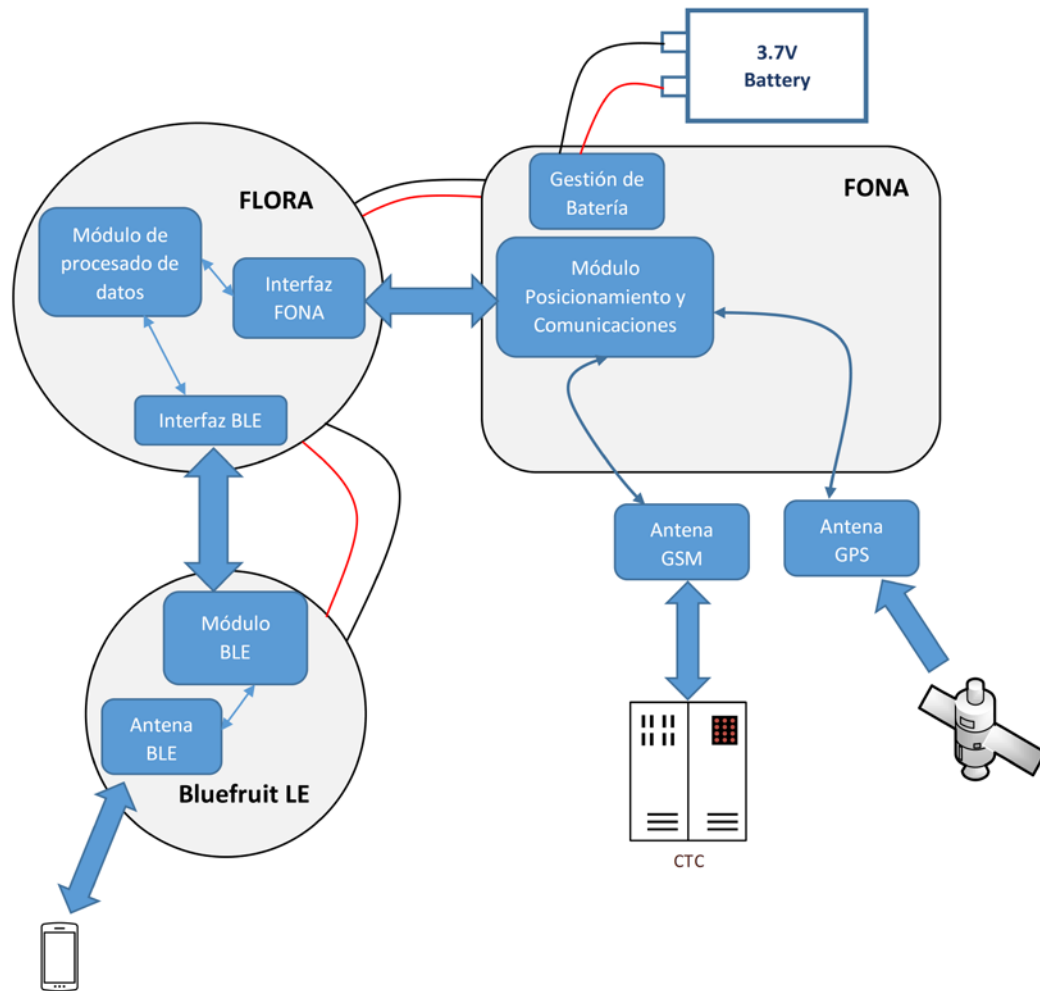 3.7V
Battery
FLORA
Módulo de
procesado de
datos
Interfaz
FONA
Interfaz BLE
Gestión de
Batería
FONA
Módulo
Posicionamiento y
Comunicaciones
Antena
GSM
Antena
GPS
Módulo
BLE
Antena
BLE
Bluefruit LE
CTC